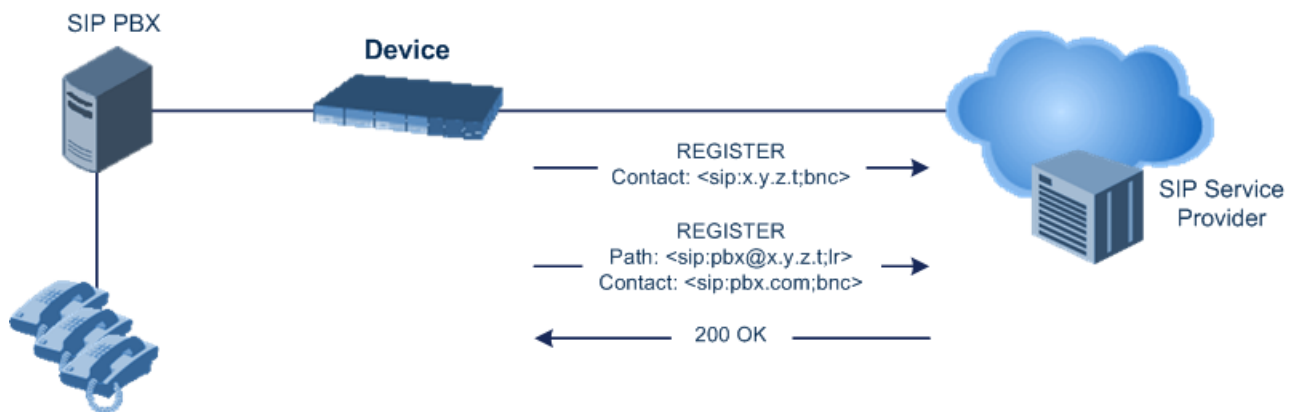 SIP PBX
Device
REGISTER
Contact: <sip:x.y.z.t;bnc>
SIP Service
Provider
REGISTER
Path: <sip:pbx@x.y.z.t;lr>
Contact: <sip:pbx.com;bnc>
200 OK